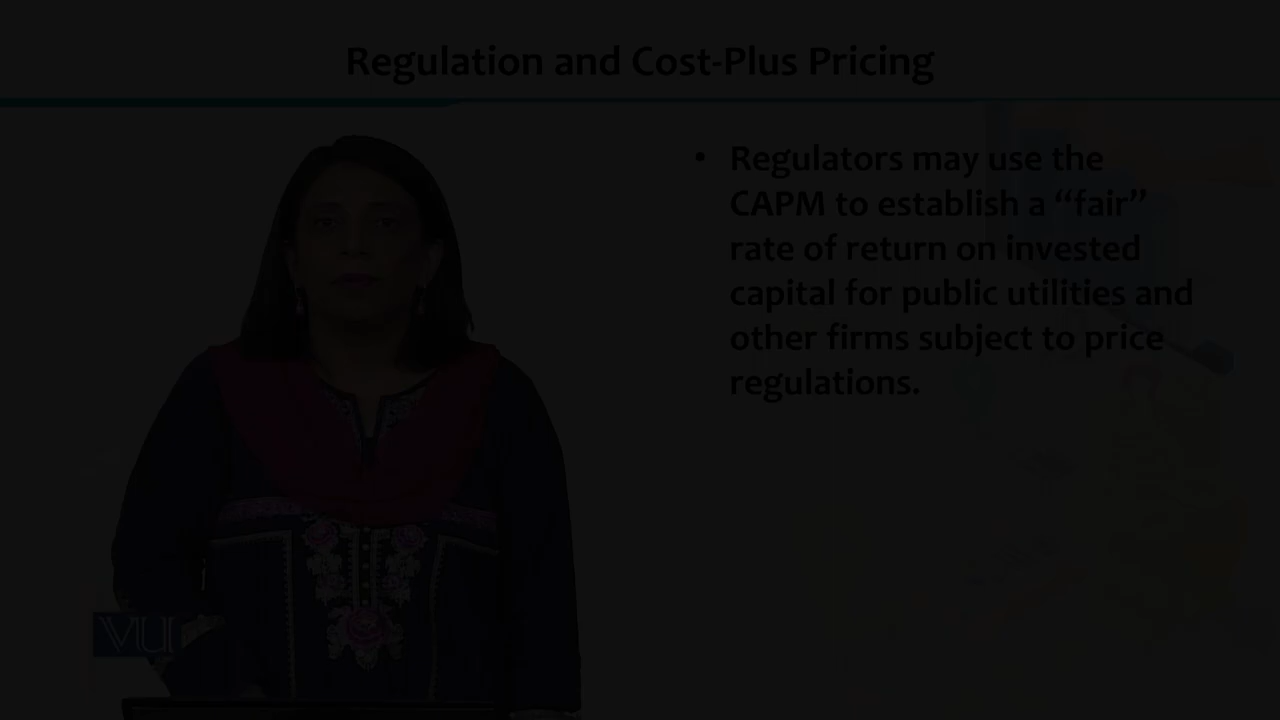 Regulation and Cost-Plus Pricing
• Regulators may use the
CAPM to establish a “fair”
rate of return on invested
capital for public utilities and
other firms subject to price
regulations.
VU